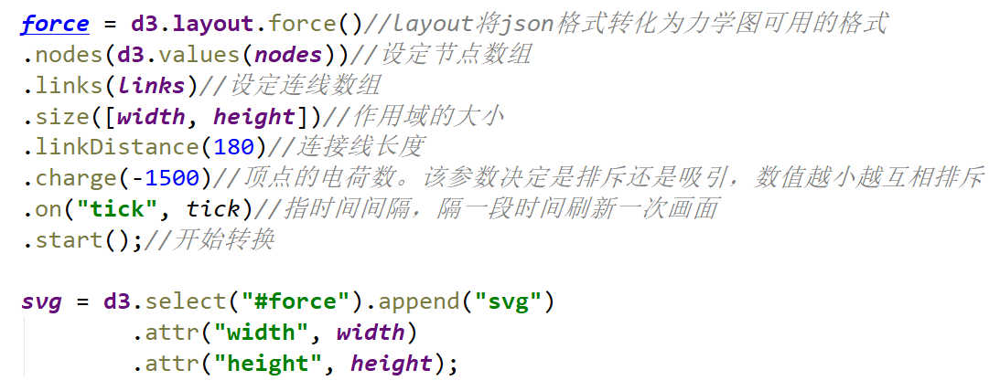 force = d3.layout.force()//layout将json格式转化为力学图可用的格式
.nodes(d3.values(nodes))//设定节点数组
.links(links)//设定连线数组
.size([width, height])//作用域的大小
.linkDistance(180)//连接线长度
.charge(-1500)//顶点的电荷数。该参数决定是排斥还是吸引，数值越小越互相排斥
.on("tick", tick)//指时间间隔，隔一段时间刷新一次画面
.start();//开始转换
svg = d3.select("#force").append("svg")
.attr("width", width)
.attr("height", height);